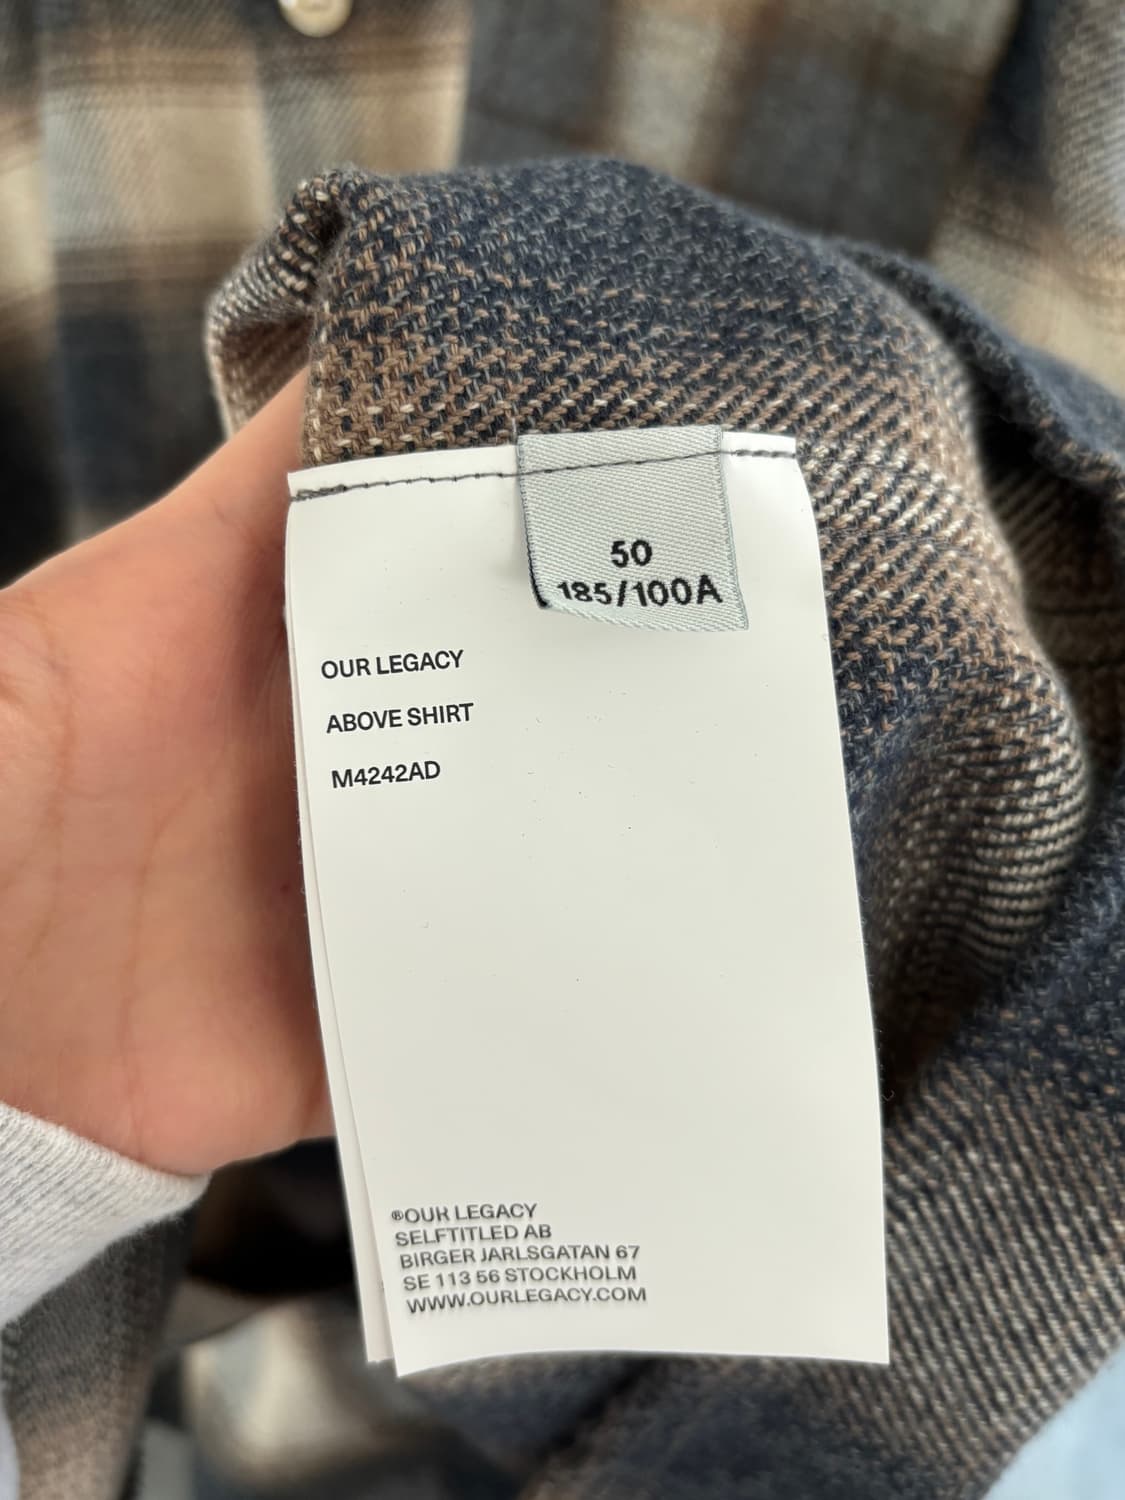 50
185/100A
OUR LEGACY
ABOVE SHIRT
M4242AD
®OUR LEGACY
SELFTITLED AB
BIRGER JARLSGATAN 67
SE 113 56 STOCKHOLM
WWW.OURLEGACY.COM